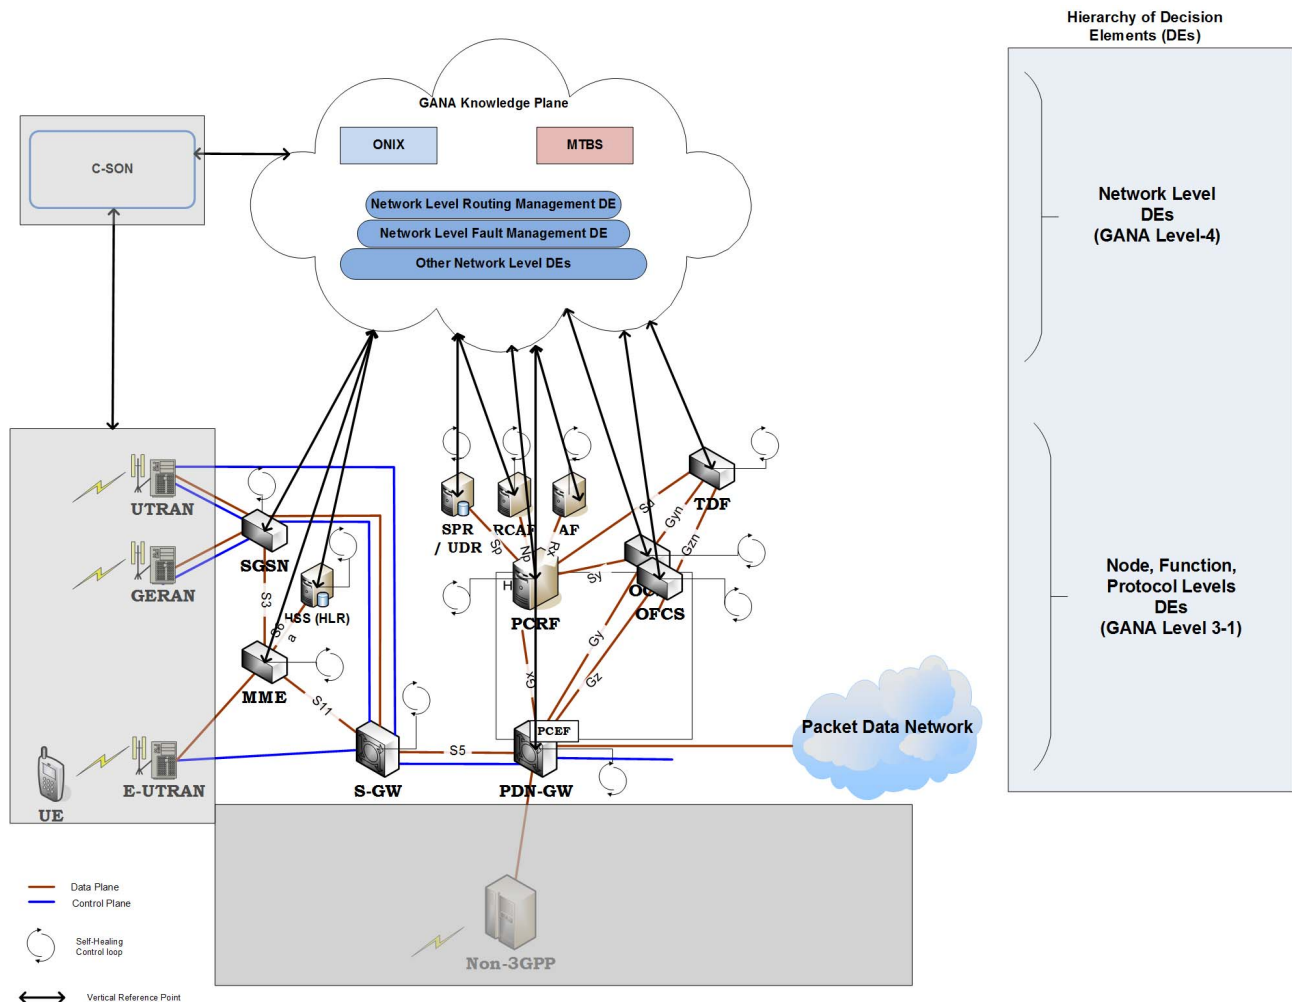 Hierarchy of Decision
Elements (DEs)
GANA Knowledge Plane
ONIX
MTBS
C-SON
Network Level Routing Management DE
Network Level Fault Management DE
Other Network Level DEs
Network Level
DEs
(GANA Level-4)
UTRAN
SGSN
GERAN
S3
HSS (HLR)
S6
a
MME
S11
E-UTRAN
UE
S-GW
S5
SPR
/ UDR
RCAF
AF
Sp
Np
Rx
H
PCRF
Gx
Sd
Sy
Gyn
Gzn
TDF
OFCS
Gy
Gz
PCEF
PDN-GW
Packet Data Network
Node, Function,
Protocol Levels
DEs
(GANA Level 3-1)
Non-3GPP
Data Plane
Control Plane
Self-Healing
Control loop
Vertical Reference Point